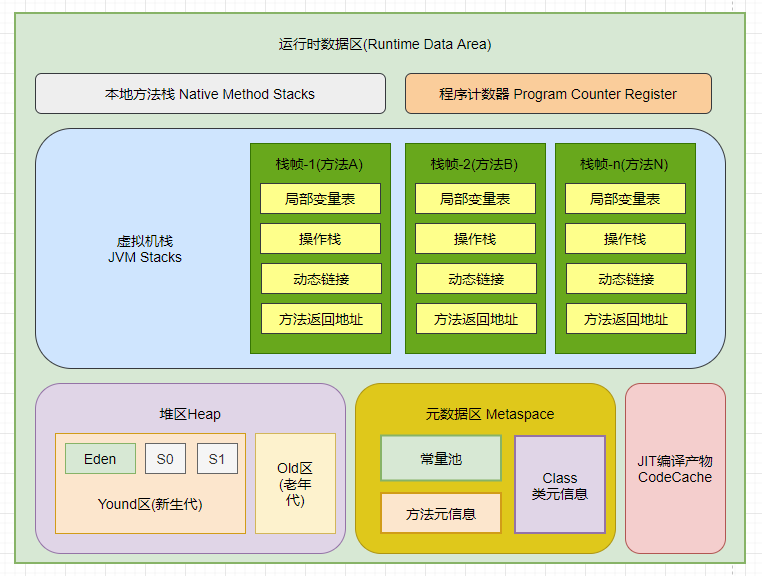 运行时数据区(Runtime Data Area)
本地方法栈 Native Method Stacks
程序计数器 Program Counter Register
虚拟机栈
JVM Stacks
栈帧-1(方法A)
局部变量表
操作栈
动态链接
方法返回地址
栈帧-2(方法B)
局部变量表
操作栈
动态链接
方法返回地址
栈帧-n(方法N)
局部变量表
操作栈
动态链接
方法返回地址
堆区Heap
Eden
S0
S1
Yound区(新生代)
Old区
(老年
代)
元数据区 Metaspace
常量池
方法元信息
Class
类元信息
JIT编译产物
CodeCache